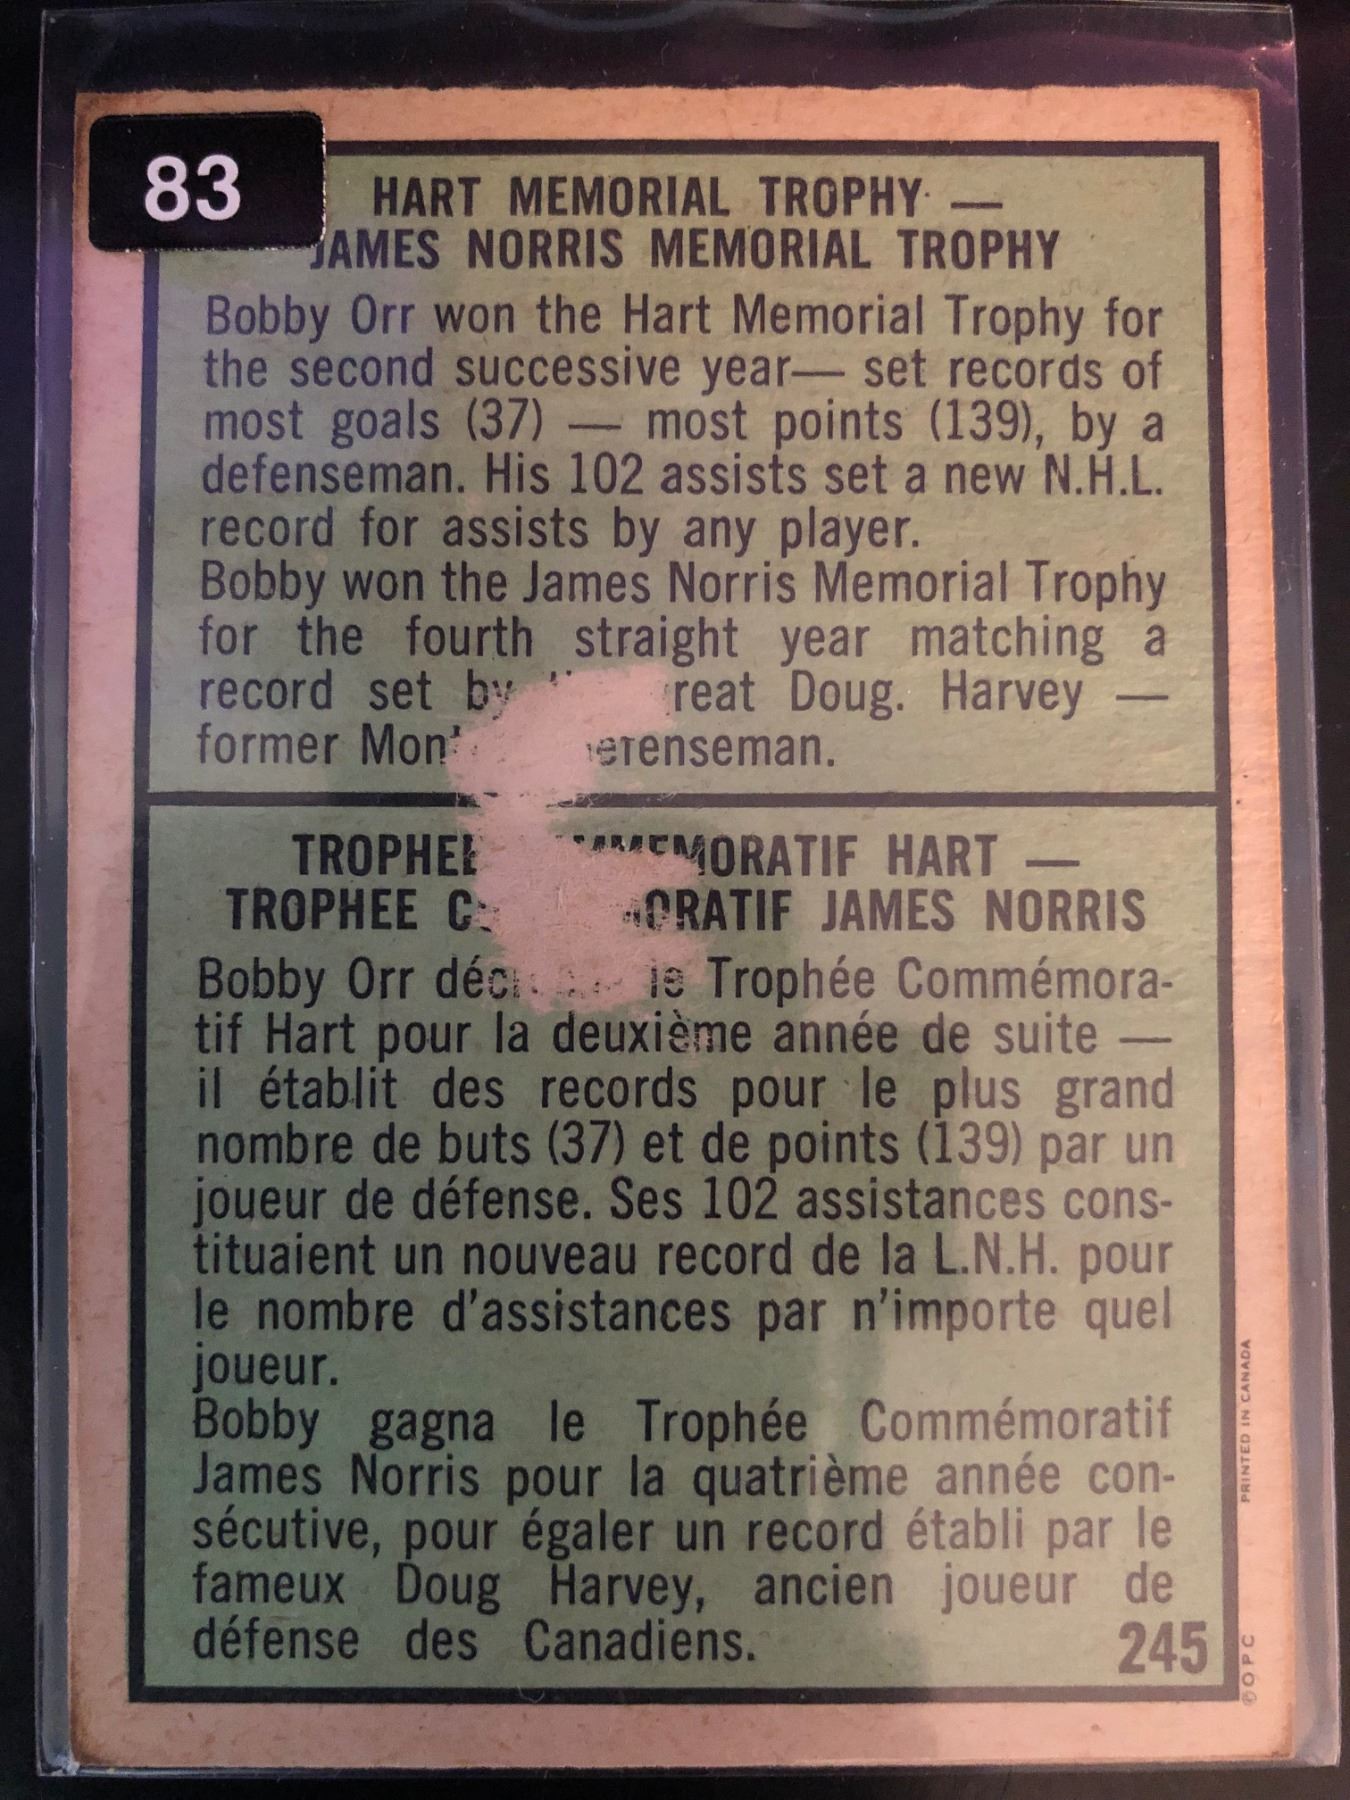 83
HART MEMORIAL TROPHY —
JAMES NORRIS MEMORIAL TROPHY
Bobby Orr won the Hart Memorial Trophy for
the second successive year— set records of
most goals (37) — most points (139), by a
defenseman. His 102 assists set a new N.H.L.
record for assists by any player.
Bobby won the James Norris Memorial Trophy
for the fourth straight year matching a
record set by reat Doug. Harvey —
former Mon efenseman.
TROPHEE MMEMORATIF HART —
TROPHEE C MORATIF JAMES NORRIS
Bobby Orr déc le Trophée Commémora-
tif Hart pour la deuxième année de suite —
il établit des records pour le plus grand
nombre de buts (37) et de points (139) par un
joueur de défense. Ses 102 assistances cons-
tituaient un nouveau record de la L.N.H. pour
le nombre d'assistances par n'importe quel
joueur.
Bobby gagna le Trophée Commémoratif
James Norris pour la quatrième année con-
sécutive, pour égaler un record établi par le
fameux Doug Harvey, ancien joueur de
défense des Canadiens.
245
© O P C
PRINTED IN CANADA